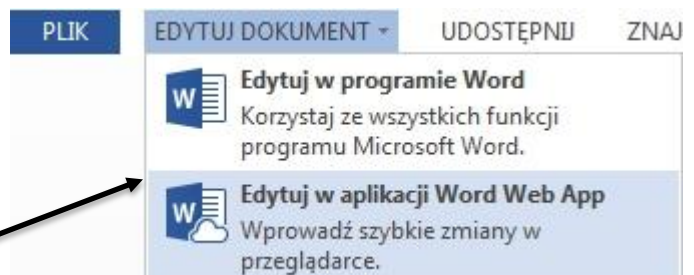 PLIK EDYTUJ DOKUMENT UDOSTĘPNIJ ZNAJ
Edytuj w programie Word
Korzystaj ze wszystkich funkcji
programu Microsoft Word.
Edytuj w aplikacji Word Web App
Wprowadź szybkie zmiany w
przeglądarce.